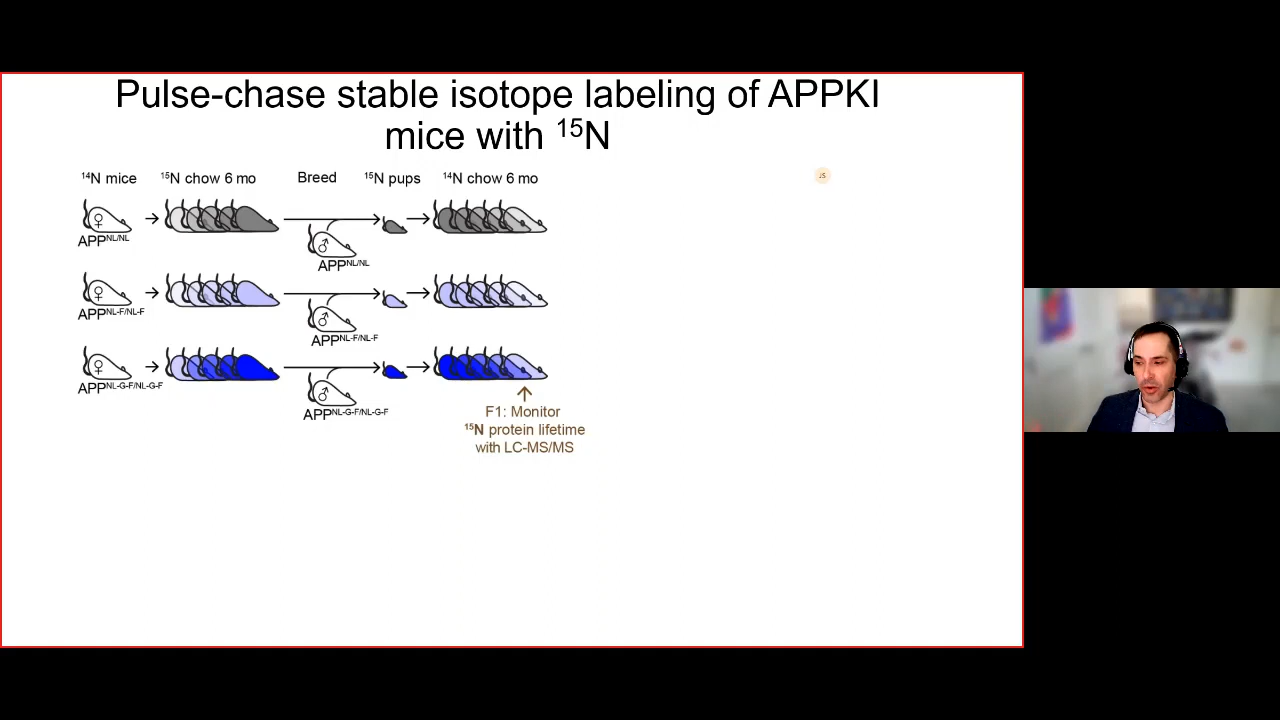 Pulse-chase stable isotope labeling of APPKI
mice with ¹⁵N
¹⁴N mice ¹⁵N chow 6 mo Breed ¹⁵N pups ¹⁴N chow 6 mo
♀
APP^NL/NL
♂
APP^NL/NL
♀
APP^NL-F/NL-F
♂
APP^NL-F/NL-F
♀
APP^NL-G-F/NL-G-F
♂
APP^NL-G-F/NL-G-F
F1: Monitor
¹⁵N protein lifetime
with LC-MS/MS
JS